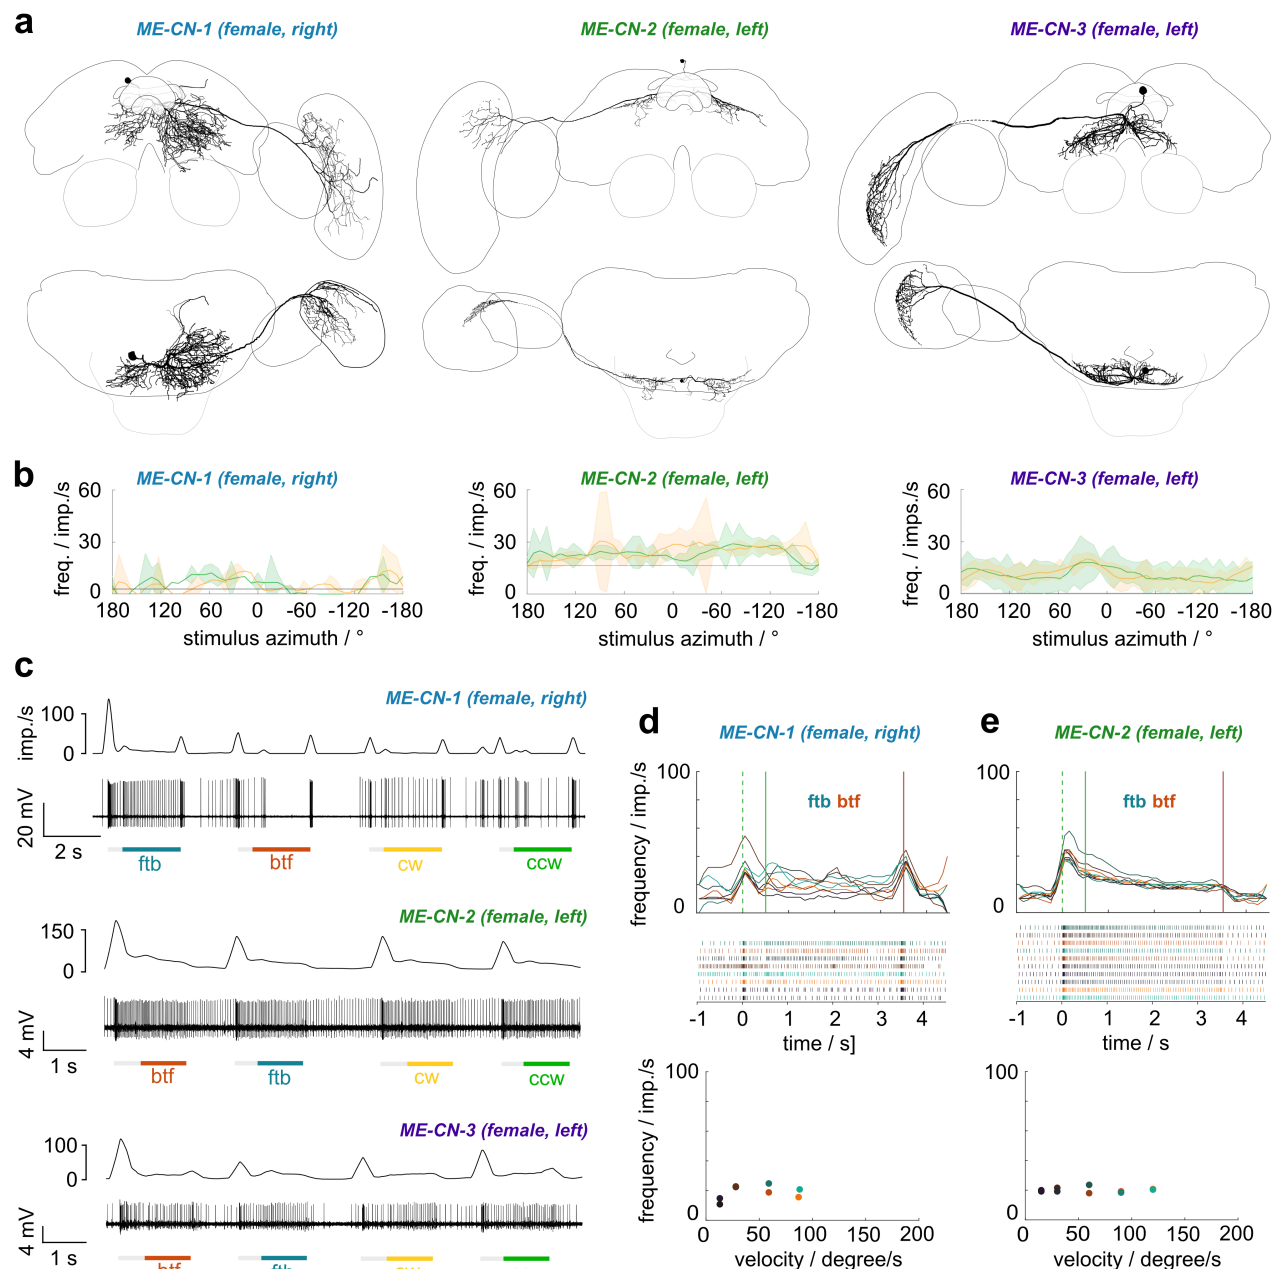 a
ME-CN-1 (female, right)
ME-CN-2 (female, left)
ME-CN-3 (female, left)
b
ME-CN-1 (female, right)
ME-CN-2 (female, left)
ME-CN-3 (female, left)
freq. / imp./s
60
30
0
180 120 60 0 -60 -120 -180
stimulus azimuth / °
freq. / imp./s
60
30
0
180 120 60 0 -60 -120 -180
stimulus azimuth / °
freq. / imps./s
60
30
0
180 120 60 0 -60 -120 -180
stimulus azimuth / °
c
ME-CN-1 (female, right)
imp./s
100
0
20 mV
2 s
ftb
btf
cw
ccw
ME-CN-2 (female, left)
150
0
4 mV
1 s
btf
ftb
cw
ccw
ME-CN-3 (female, left)
100
0
4 mV
1 s
btf
ftb
cw
d
ME-CN-1 (female, right)
frequency / imp./s
100
0
ftb btf
-1 0 1 2 3 4
time / s]
frequency / imp./s
100
0
0 50 100 150 200
velocity / degree/s
e
ME-CN-2 (female, left)
100
0
ftb btf
-1 0 1 2 3 4
time / s
100
0
0 50 100 150 200
velocity / degree/s